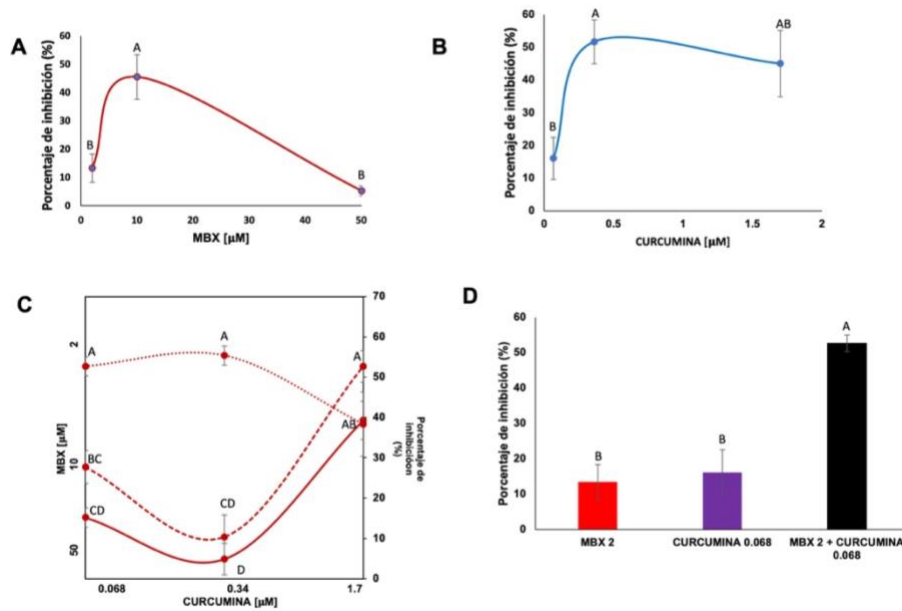 A
Porcentaje de inhibición (%)
60
50
40
30
20
10
0
B
A
B
0
10
20
30
40
50
MBX [µM]
B
Porcentaje de inhibición (%)
60
50
40
30
20
10
0
B
A
AB
0
0.5
1
1.5
2
CURCUMINA [µM]
C
MBX [µM]
2
10
50
A
A
A
BC
CD
AB
CD
D
70
60
50
40
30
20
10
0
Porcentaje de
inhibicióon
(%)
0.068
0.34
1.7
CURCUMINA [µM]
D
Porcentaje de inhibición (%)
60
50
40
30
20
10
0
B
B
A
MBX 2
CURCUMINA 0.068
MBX 2 + CURCUMINA
0.068